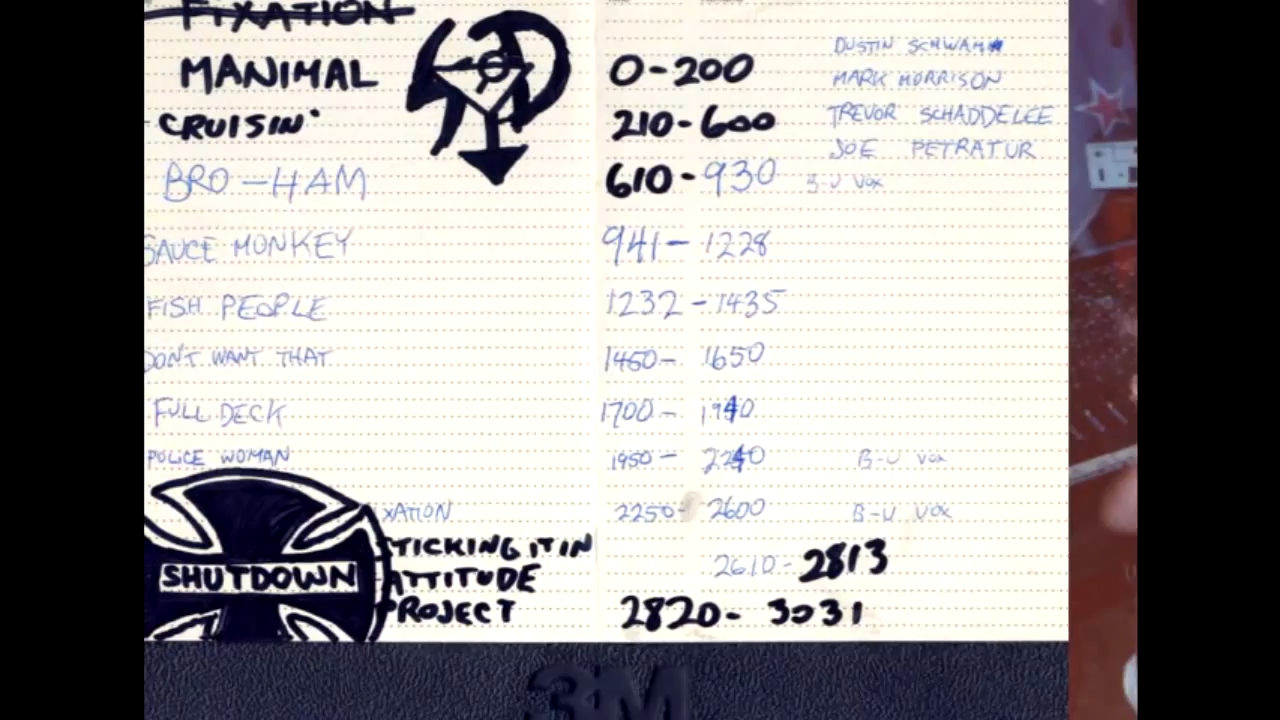 FIXATION
MANIMAL 0-200 DUSTIN SCHWAM
MARK MORRISON
CRUISIN' 210-600 TREVOR SCHADDELEE
JOE PETRATUR
BRO-HAM 610-930 B-U VOX
SAUCE MONKEY 941-1228
FISH PEOPLE 1232-1435
DON'T WANT THAT 1450- 1650
FULL DECK 1700- 1940
POLICE WOMAN 1950- 2240 B-U VOX
XATION 2250- 2600 B-U VOX
STICKING IT IN 2610-2813
SHUTDOWN ATTITUDE
PROJECT 2820- 3031
3M